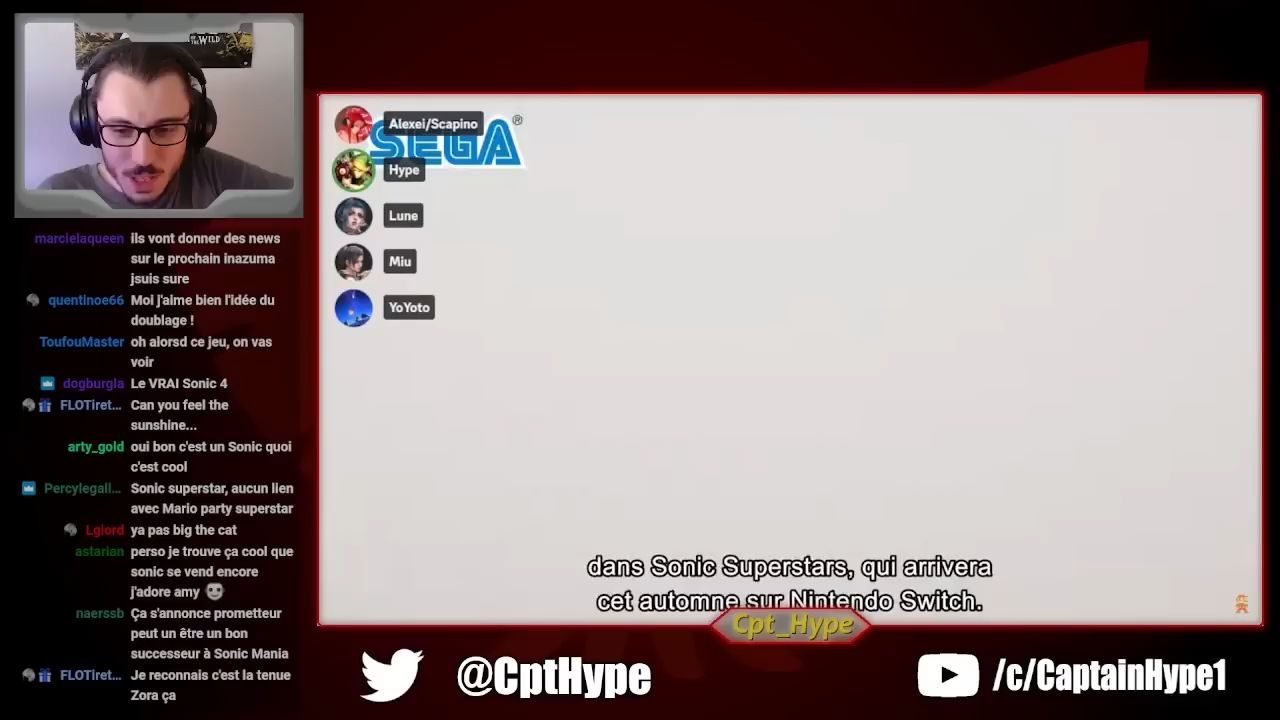 OF THE WILD
marcielaqueen ils vont donner des news
sur le prochain inazuma
jsuis sure
quentinoe66 Moi j'aime bien l'idée du
doublage !
ToufouMaster oh alorsd ce jeu, on vas
voir
dogburgla Le VRAI Sonic 4
FLOTiret... Can you feel the
sunshine...
arty_gold oui bon c'est un Sonic quoi
c'est cool
Percylegall... Sonic superstar, aucun lien
avec Mario party superstar
Lgiord ya pas big the cat
astarian perso je trouve ça cool que
sonic se vend encore
j'adore amy
naerssb Ça s'annonce prometteur
peut un être un bon
successeur à Sonic Mania
FLOTiret... Je reconnais c'est la tenue
Zora ça
Alexei/Scapino
SEGA®
Hype
Lune
Miu
YoYoto
dans Sonic Superstars, qui arrivera
cet automne sur Nintendo Switch.
Cpt_Hype
@CptHype
/c/CaptainHype1